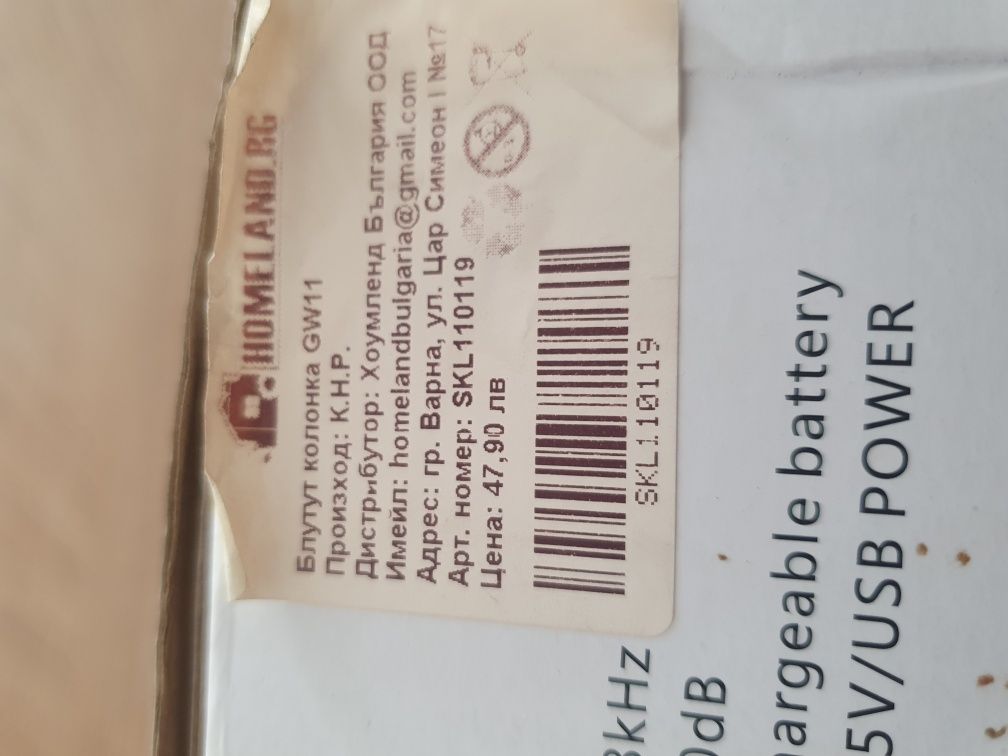 HOMELAND.BG
Блутут колонка GW11
Произход: К.Н.Р.
Дистрибутор: Хоумленд България ООД
Имейл: homelandbulgaria@gmail.com
Адрес: гр. Варна, ул. Цар Симеон I №17
Арт. номер: SKL110119
Цена: 47,90 лв
SKL110119
kHz
dB
argeable battery
5V/USB POWER